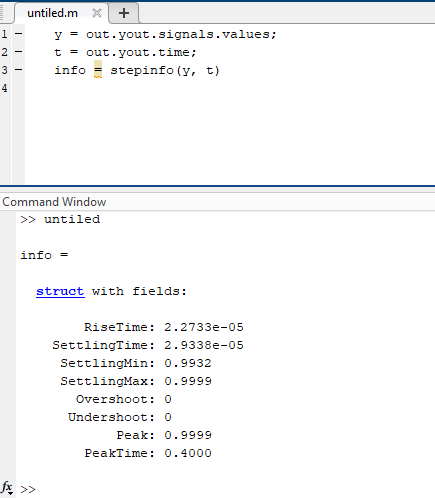 untiled.m × +
1 - y = out.yout.signals.values;
2 - t = out.yout.time;
3 - info = stepinfo(y, t)
4
Command Window
>> untiled
info =
struct with fields:
RiseTime: 2.2733e-05
SettlingTime: 2.9338e-05
SettlingMin: 0.9932
SettlingMax: 0.9999
Overshoot: 0
Undershoot: 0
Peak: 0.9999
PeakTime: 0.4000
fx >>